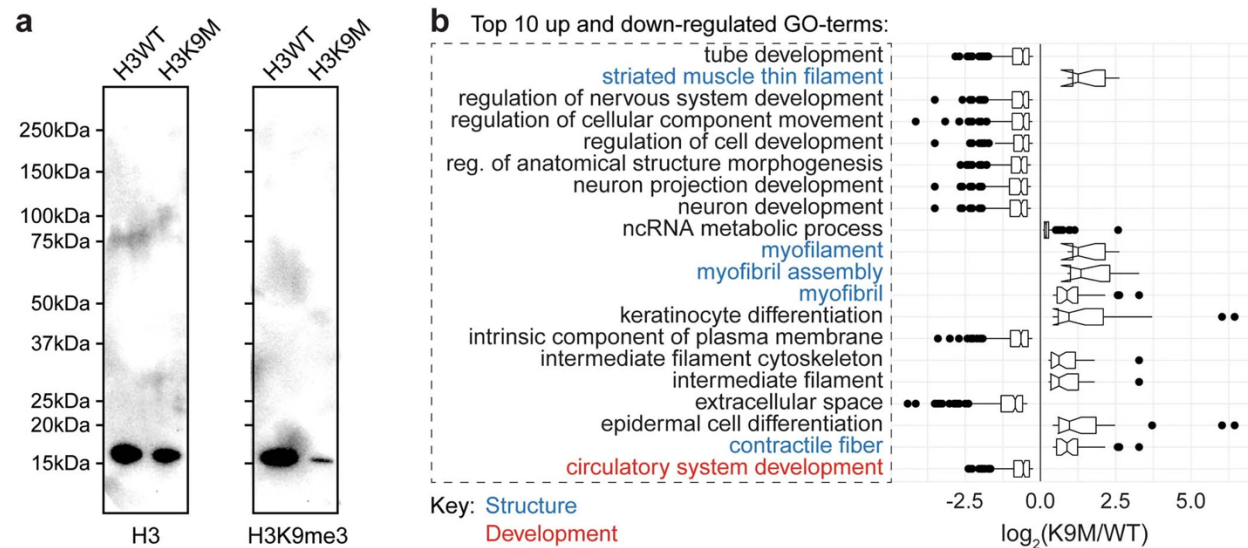 a
H3WT
H3K9M
H3WT
H3K9M
250kDa
150kDa
100kDa
75kDa
50kDa
37kDa
25kDa
20kDa
15kDa
H3
H3K9me3
b Top 10 up and down-regulated GO-terms:
tube development
striated muscle thin filament
regulation of nervous system development
regulation of cellular component movement
regulation of cell development
reg. of anatomical structure morphogenesis
neuron projection development
neuron development
ncRNA metabolic process
myofilament
myofibril assembly
myofibril
keratinocyte differentiation
intrinsic component of plasma membrane
intermediate filament cytoskeleton
intermediate filament
extracellular space
epidermal cell differentiation
contractile fiber
circulatory system development
-2.5 0.0 2.5 5.0
log2(K9M/WT)
Key: Structure
Development